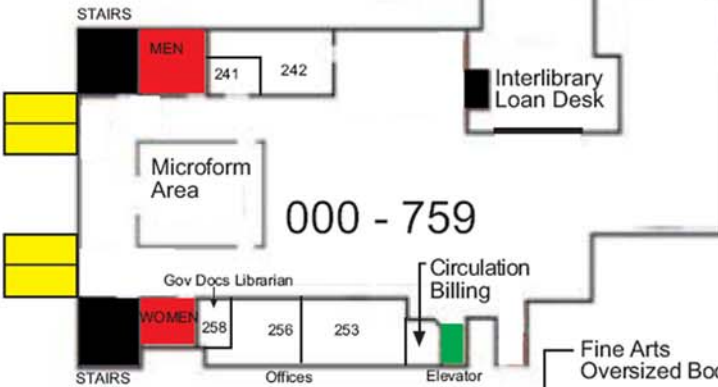 STAIRS
MEN
241
242
Interlibrary
Loan Desk
Microform
Area
000 - 759
Gov Docs Librarian
Circulation
Billing
WOMEN
258
256
253
STAIRS
Offices
Elevator
Fine Arts
Oversized